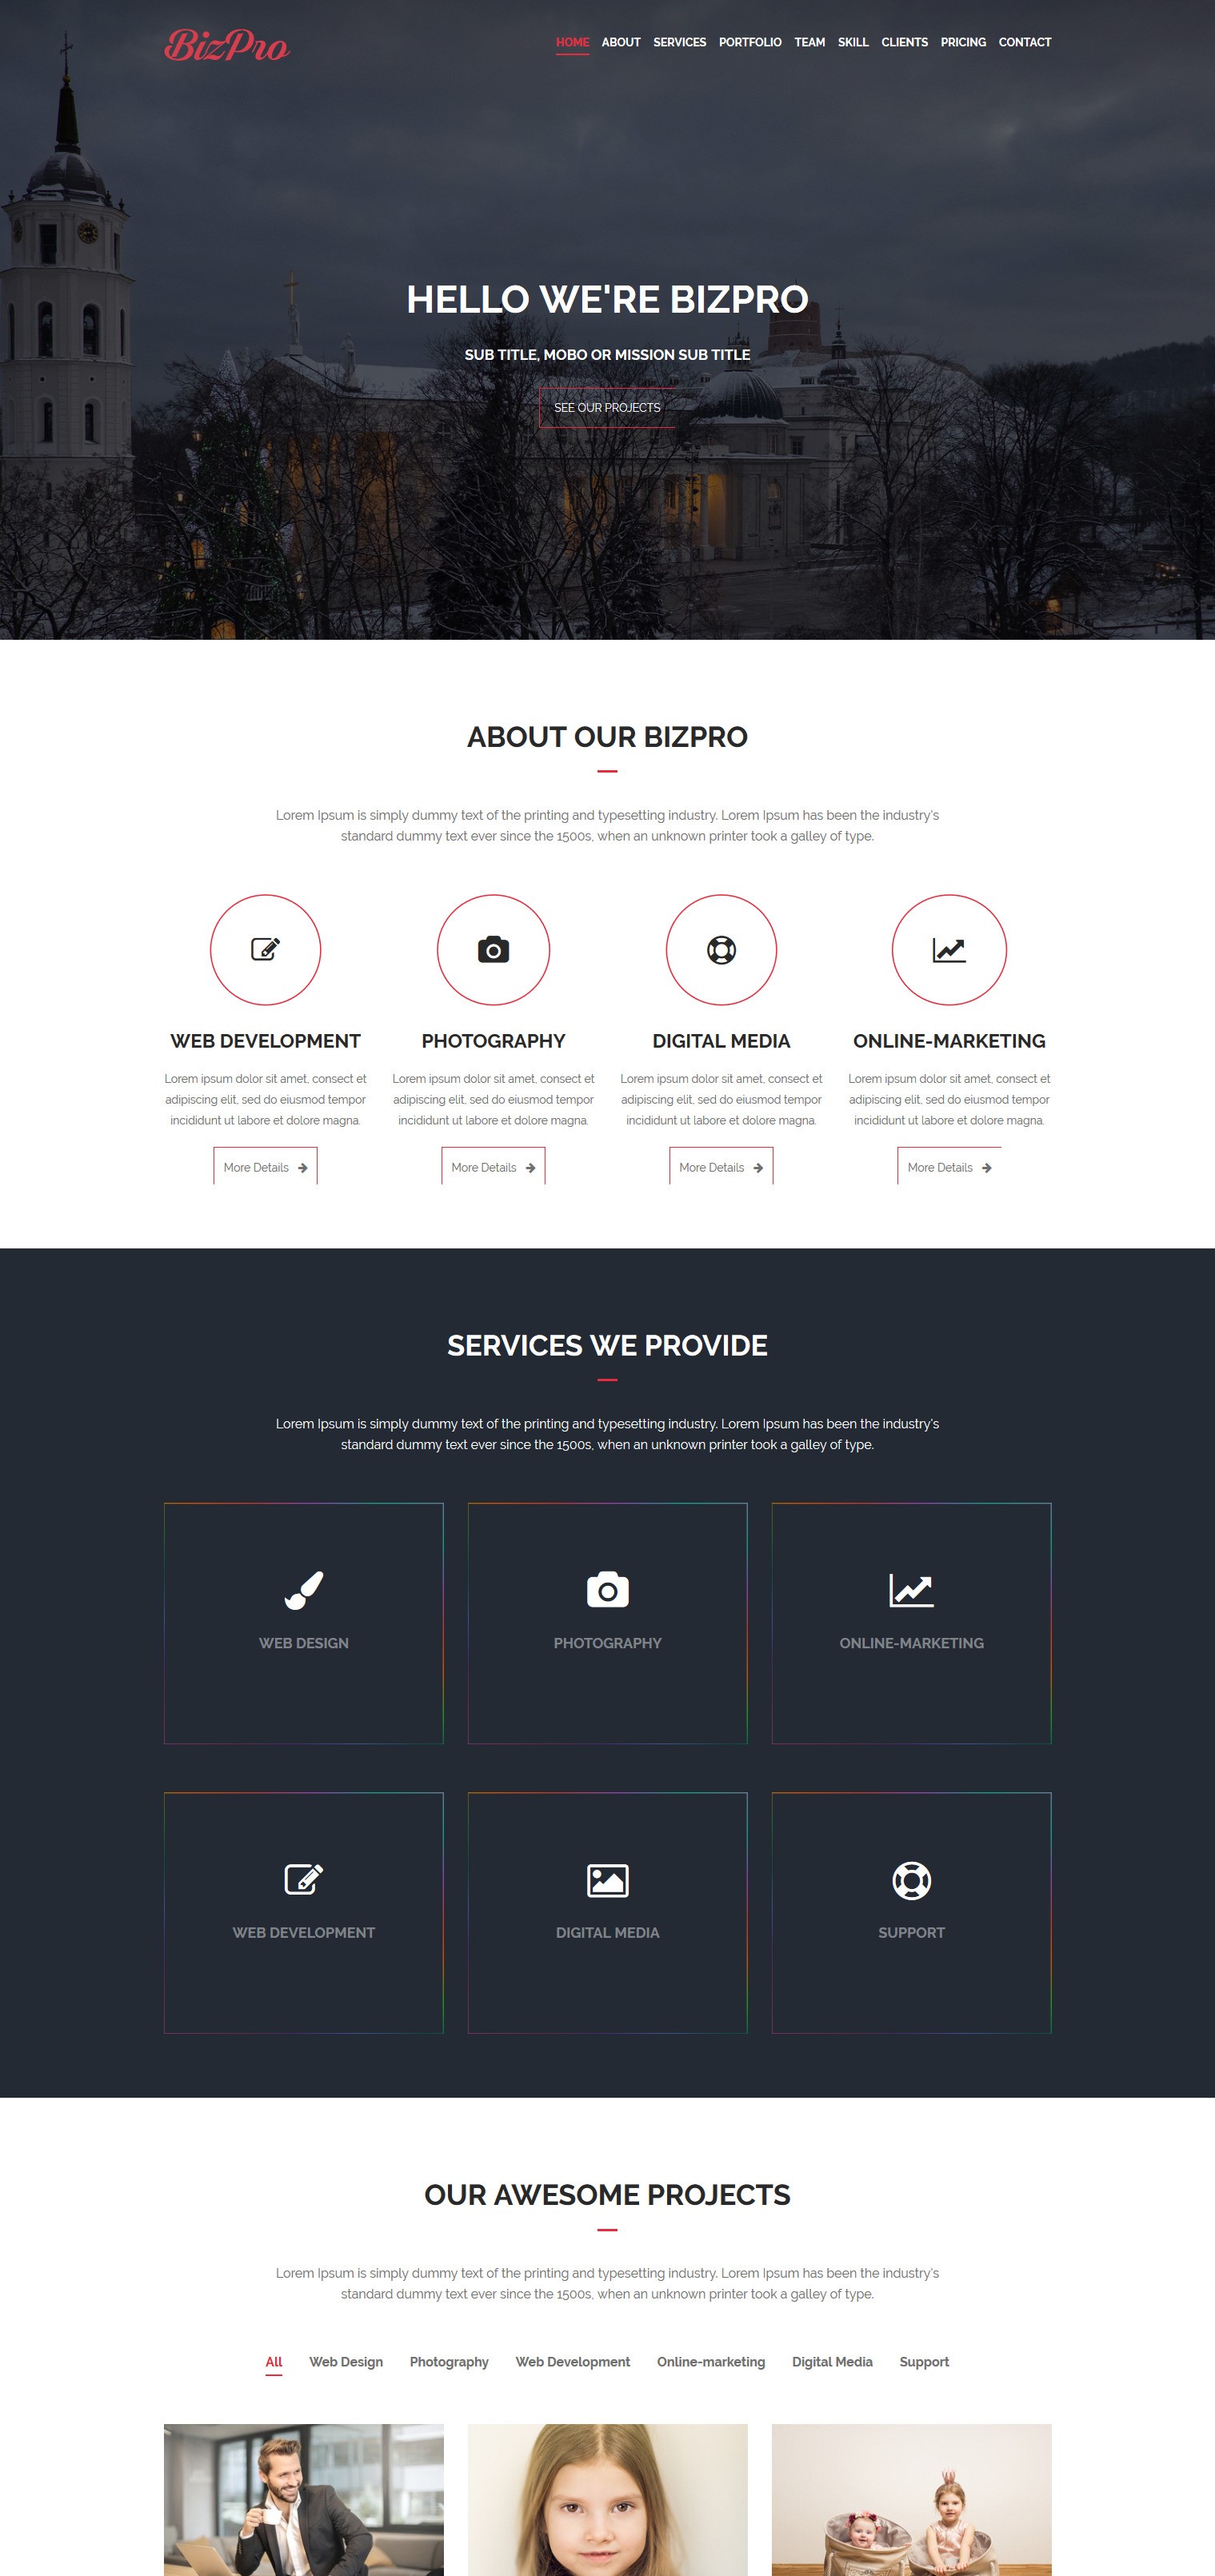 BizPro
HOME ABOUT SERVICES PORTFOLIO TEAM SKILL CLIENTS PRICING CONTACT
HELLO WE'RE BIZPRO
SUB TITLE, MOBO OR MISSION SUB TITLE
SEE OUR PROJECTS
ABOUT OUR BIZPRO
Lorem Ipsum is simply dummy text of the printing and typesetting industry. Lorem Ipsum has been the industry's
standard dummy text ever since the 1500s, when an unknown printer took a galley of type.
WEB DEVELOPMENT
Lorem ipsum dolor sit amet, consect et
adipiscing elit, sed do eiusmod tempor
incididunt ut labore et dolore magna.
More Details
PHOTOGRAPHY
Lorem ipsum dolor sit amet, consect et
adipiscing elit, sed do eiusmod tempor
incididunt ut labore et dolore magna.
More Details
DIGITAL MEDIA
Lorem ipsum dolor sit amet, consect et
adipiscing elit, sed do eiusmod tempor
incididunt ut labore et dolore magna.
More Details
ONLINE-MARKETING
Lorem ipsum dolor sit amet, consect et
adipiscing elit, sed do eiusmod tempor
incididunt ut labore et dolore magna.
More Details
SERVICES WE PROVIDE
Lorem Ipsum is simply dummy text of the printing and typesetting industry. Lorem Ipsum has been the industry's
standard dummy text ever since the 1500s, when an unknown printer took a galley of type.
WEB DESIGN
PHOTOGRAPHY
ONLINE-MARKETING
WEB DEVELOPMENT
DIGITAL MEDIA
SUPPORT
OUR AWESOME PROJECTS
Lorem Ipsum is simply dummy text of the printing and typesetting industry. Lorem Ipsum has been the industry's
standard dummy text ever since the 1500s, when an unknown printer took a galley of type.
All Web Design Photography Web Development Online-marketing Digital Media Support